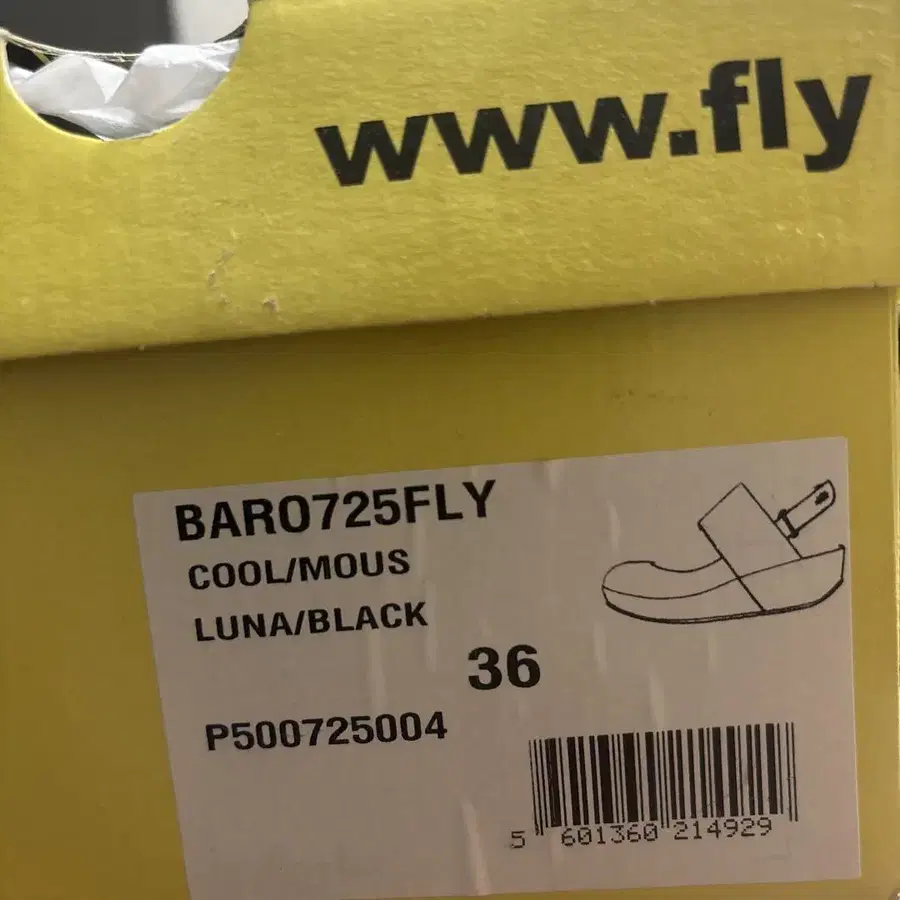 www.fly
BARO725FLY
COOL/MOUS
LUNA/BLACK
36
P500725004
5 601360 214929